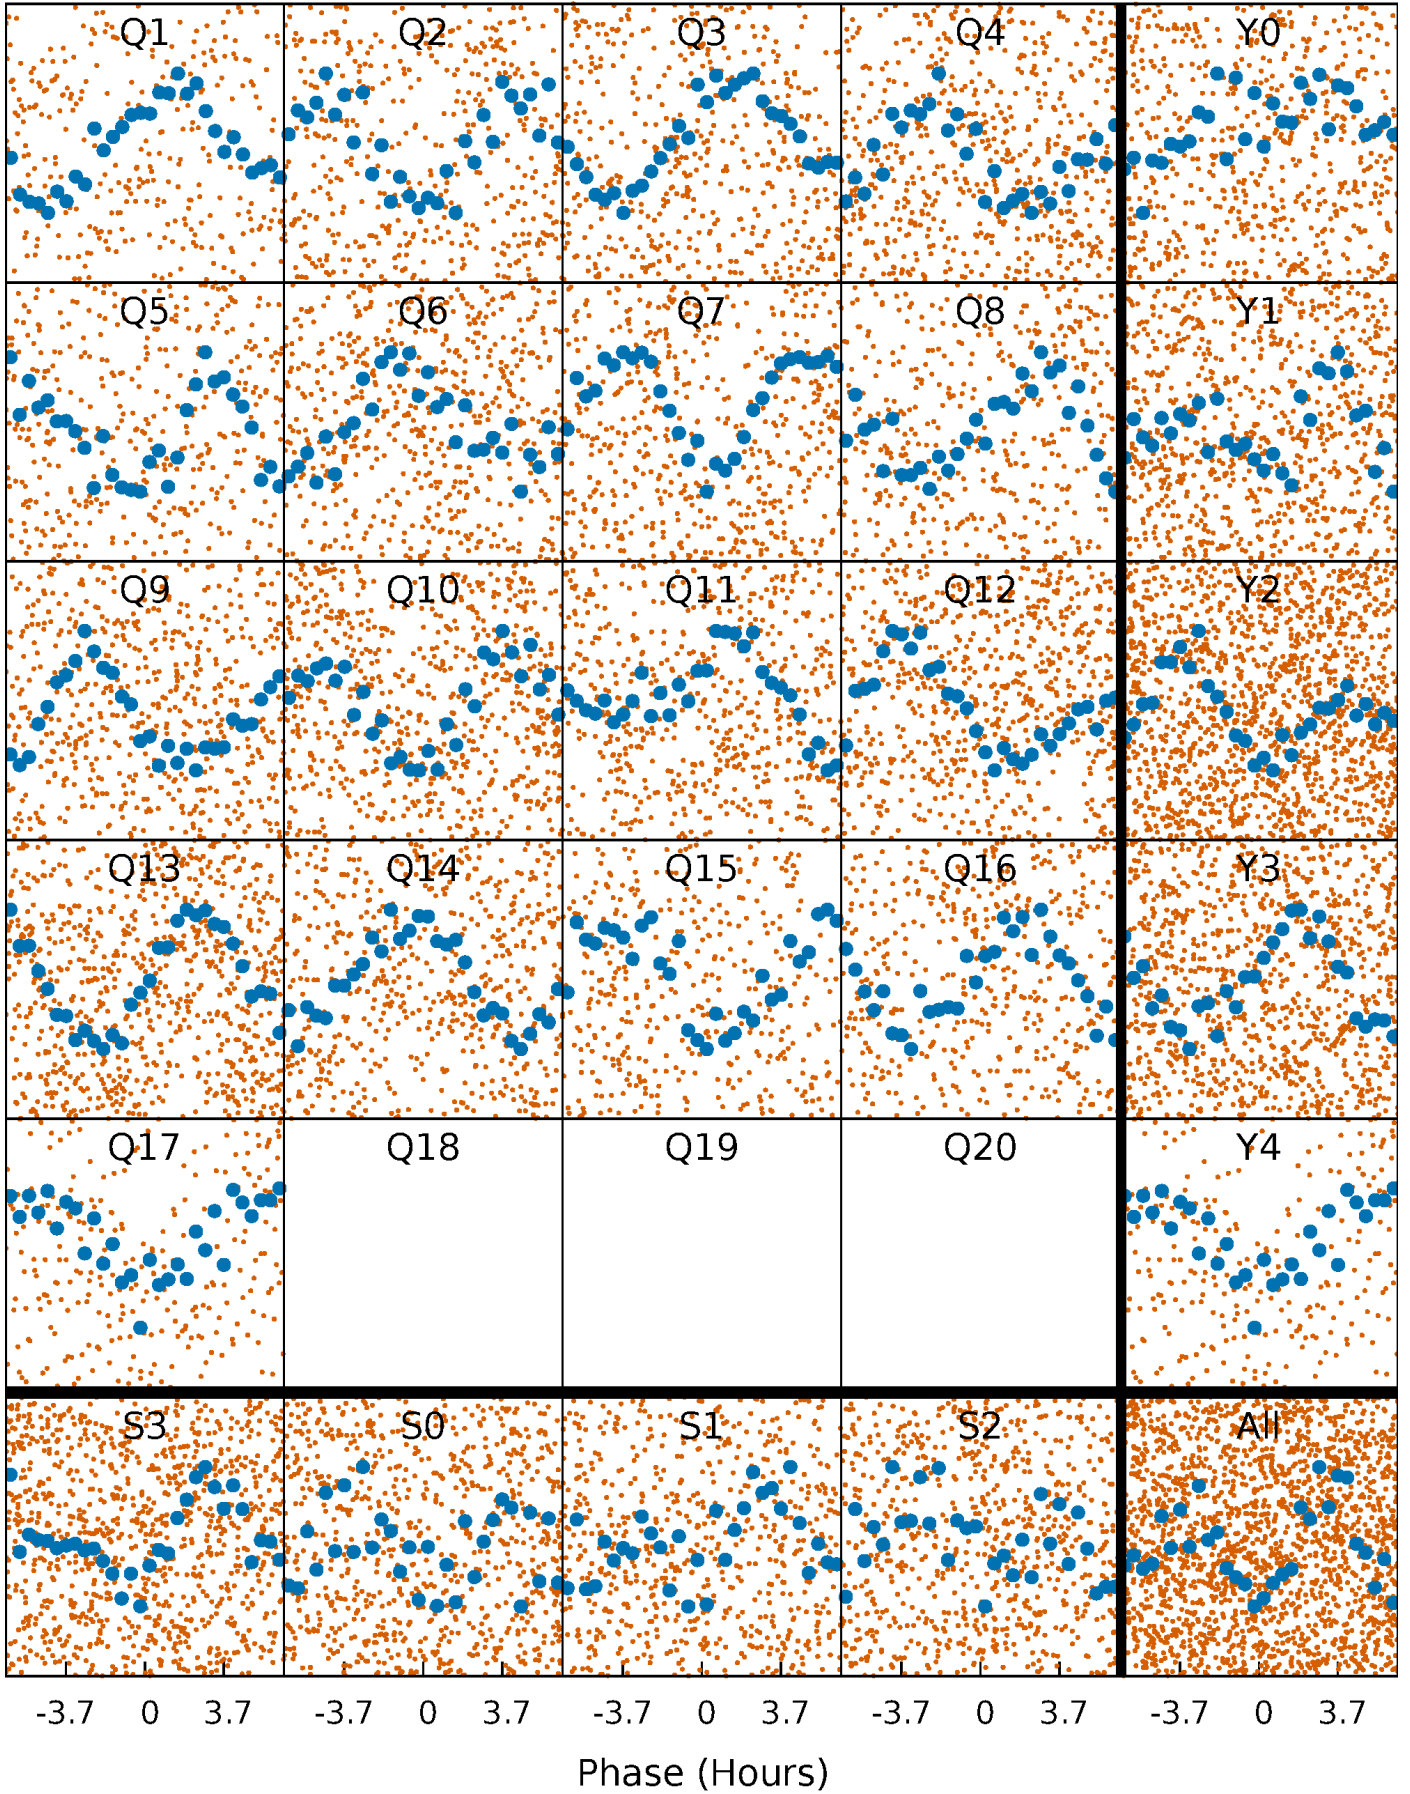 Q1 Q2 Q3 Q4 Y0
Q5 Q6 Q7 Q8 Y1
Q9 Q10 Q11 Q12 Y2
Q13 Q14 Q15 Q16 Y3
Q17 Q18 Q19 Q20 Y4
S3 S0 S1 S2 All
-3.7 0 3.7 -3.7 0 3.7 -3.7 0 3.7 -3.7 0 3.7 -3.7 0 3.7
Phase (Hours)